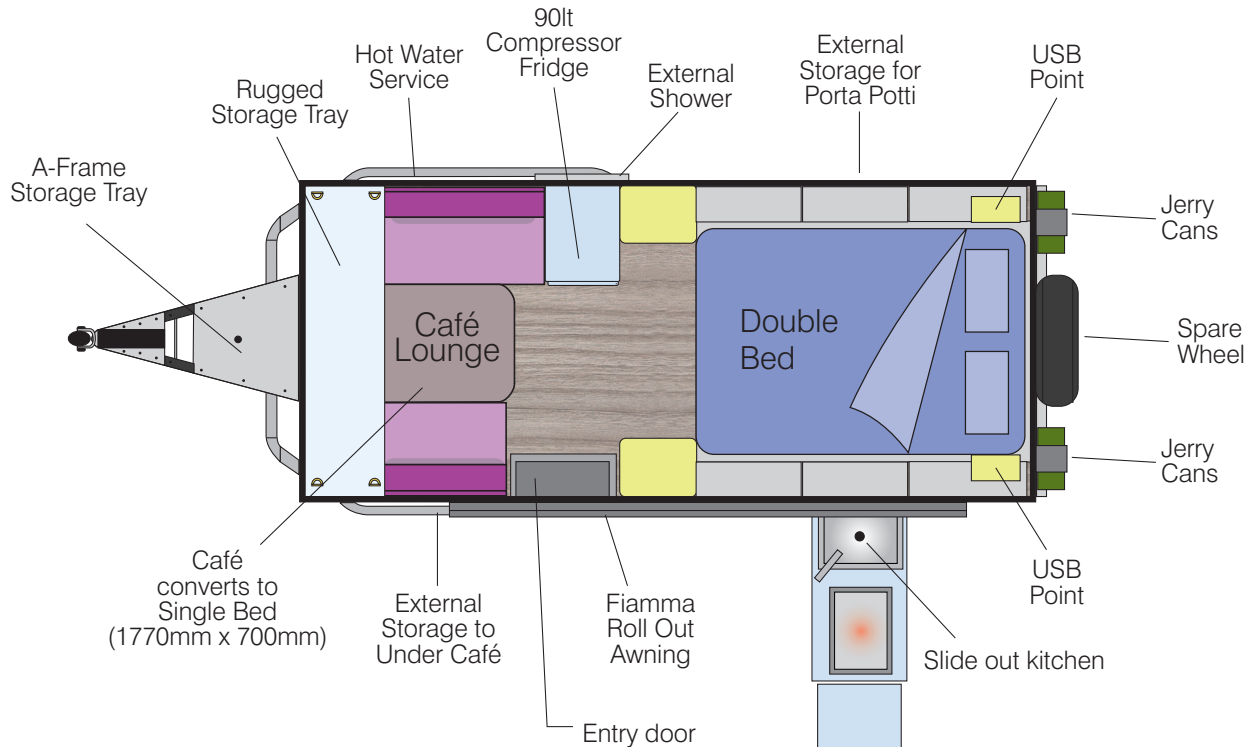 90lt
Compressor
Fridge
Hot Water
Service
External
Shower
External
Storage for
Porta Potti
USB
Point
Rugged
Storage Tray
A-Frame
Storage Tray
Jerry
Cans
Café
Lounge
Double
Bed
Spare
Wheel
Jerry
Cans
Café
converts to
Single Bed
(1770mm x 700mm)
External
Storage to
Under Café
Fiamma
Roll Out
Awning
USB
Point
Slide out kitchen
Entry door